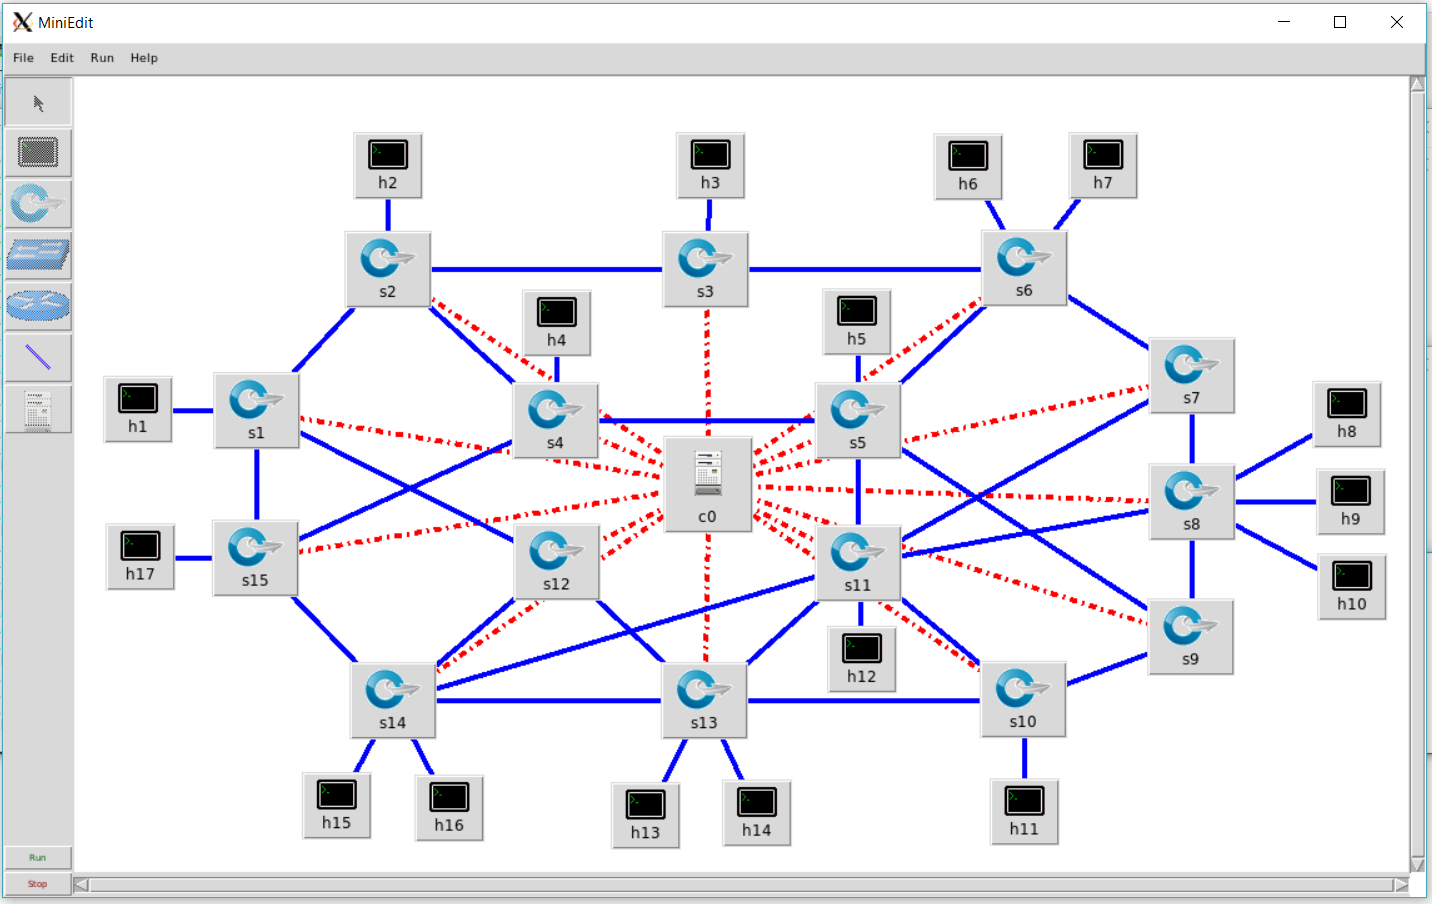 MiniEdit
File Edit Run Help
h2
h3
h6
h7
s2
s3
s6
h4
h5
s7
h1
s1
s4
s5
h8
c0
s8
h9
h17
s15
s12
s11
h10
h12
s9
s14
s13
s10
h15
h16
h13
h14
h11
Run
Stop